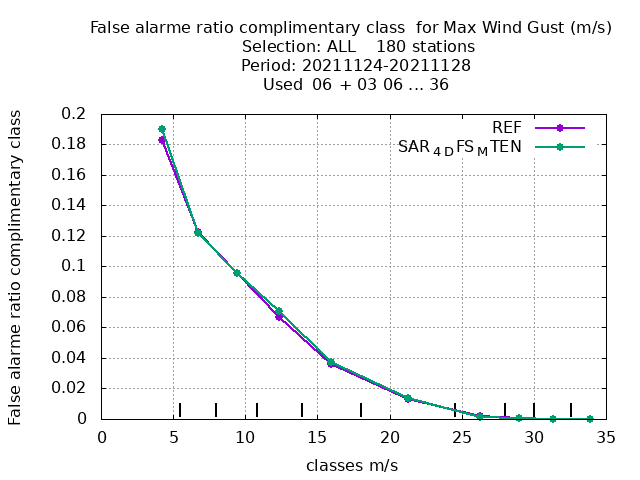 False alarme ratio complimentary class  for Max Wind Gust (m/s)
Selection: ALL    180 stations
Period: 20211124-20211128
Used  06 + 03 06 ... 36
False alarme ratio complimentary class
REF
SAR4DFSMTEN
0.2
0.18
0.16
0.14
0.12
0.1
0.08
0.06
0.04
0.02
0
0 5 10 15 20 25 30 35
classes m/s